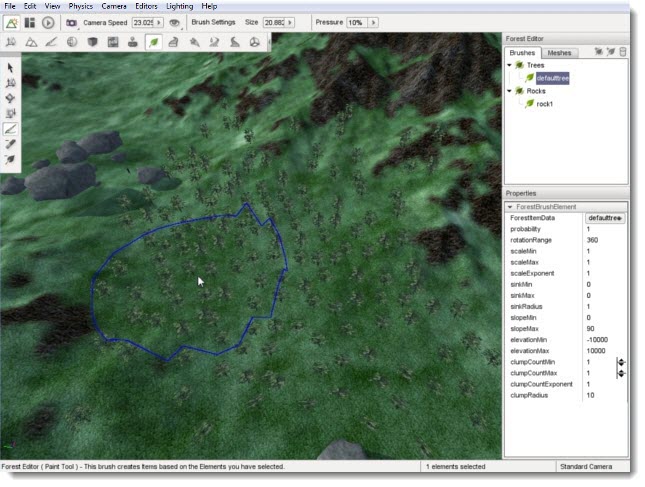 File Edit View Physics Camera Editors Lighting Help
Camera Speed 23.025 Brush Settings Size 20.882 Pressure 10%
Forest Editor
Brushes Meshes
Trees
defaulttree
Rocks
rock1
Properties
ForestBrushElement
ForestItemData defaulttree
probability 1
rotationRange 360
scaleMin 1
scaleMax 1
scaleExponent 1
sinkMin 0
sinkMax 0
sinkRadius 1
slopeMin 0
slopeMax 90
elevationMin -10000
elevationMax 10000
clumpCountMin 1
clumpCountMax 1
clumpCountExponent 1
clumpRadius 10
Forest Editor ( Paint Tool ) - This brush creates Items based on the Elements you have selected. 1 elements selected Standard Camera